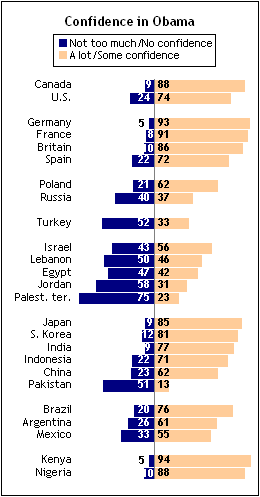 Confidence in Obama
Not too much/No confidence
A lot/Some confidence
Canada 9 88
U.S. 24 74
Germany 5 93
France 8 91
Britain 10 86
Spain 22 72
Poland 21 62
Russia 40 37
Turkey 52 33
Israel 43 56
Lebanon 50 46
Egypt 47 42
Jordan 58 31
Palest. ter. 75 23
Japan 9 85
S. Korea 12 81
India 9 77
Indonesia 22 71
China 23 62
Pakistan 51 13
Brazil 20 76
Argentina 26 61
Mexico 33 55
Kenya 5 94
Nigeria 10 88